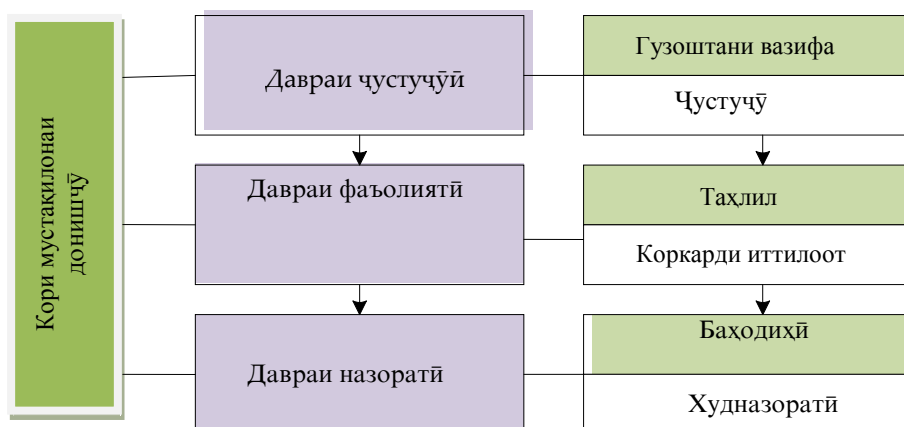 Кори мустақилонаи
донишҷӯ
Давраи ҷустуҷӯӣ
Гузоштани вазифа
Ҷустуҷӯ
Давраи фаъолиятӣ
Таҳлил
Коркарди иттилоот
Давраи назоратӣ
Баҳодиҳӣ
Худназоратӣ